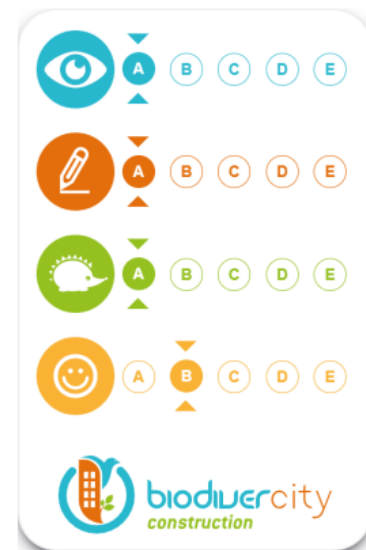 A B C D E
A B C D E
A B C D E
A B C D E
biodivercity
construction